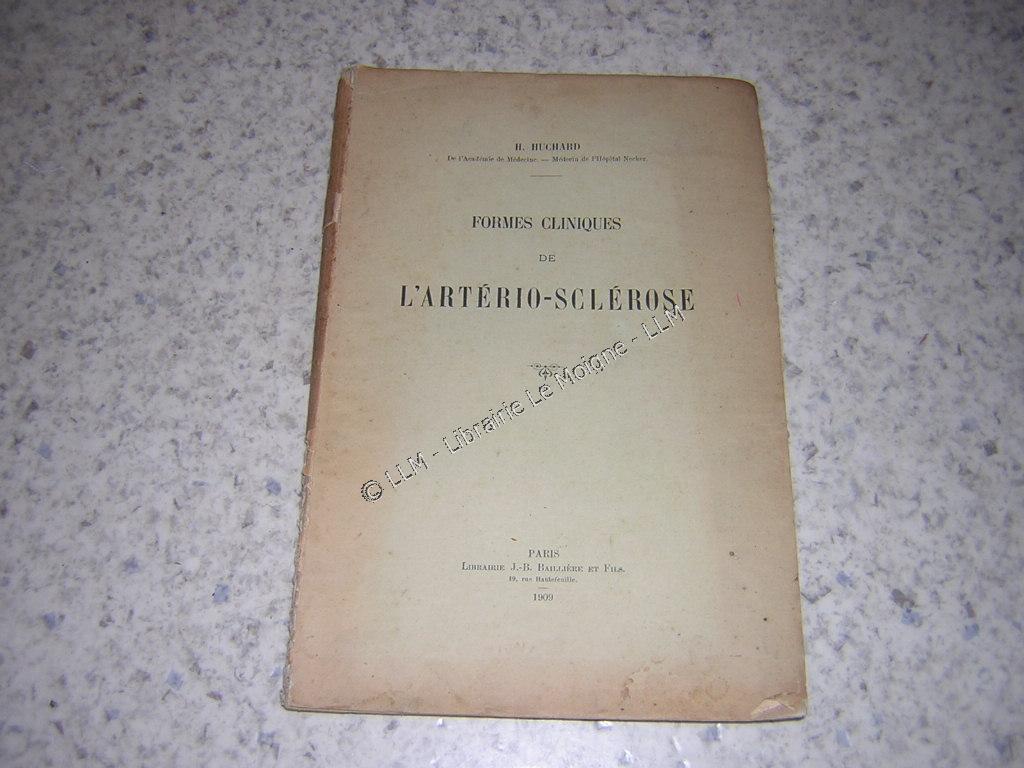 H. HUCHARD
De l'Académie de Médecine. — Médecin de l'Hôpital Necker.
FORMES CLINIQUES
DE
L'ARTÉRIO-SCLÉROSE
© LLM - Librairie Le Moigne - LLM
PARIS
LIBRAIRIE J.-B. BAILLIÈRE ET FILS.
19, rue Hautefeuille.
1909